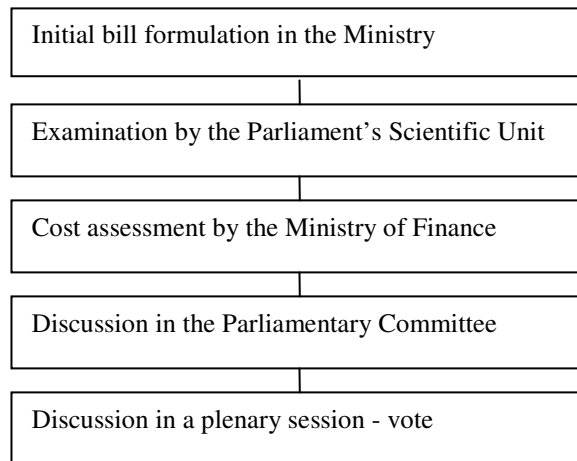 Initial bill formulation in the Ministry
Examination by the Parliament’s Scientific Unit
Cost assessment by the Ministry of Finance
Discussion in the Parliamentary Committee
Discussion in a plenary session - vote